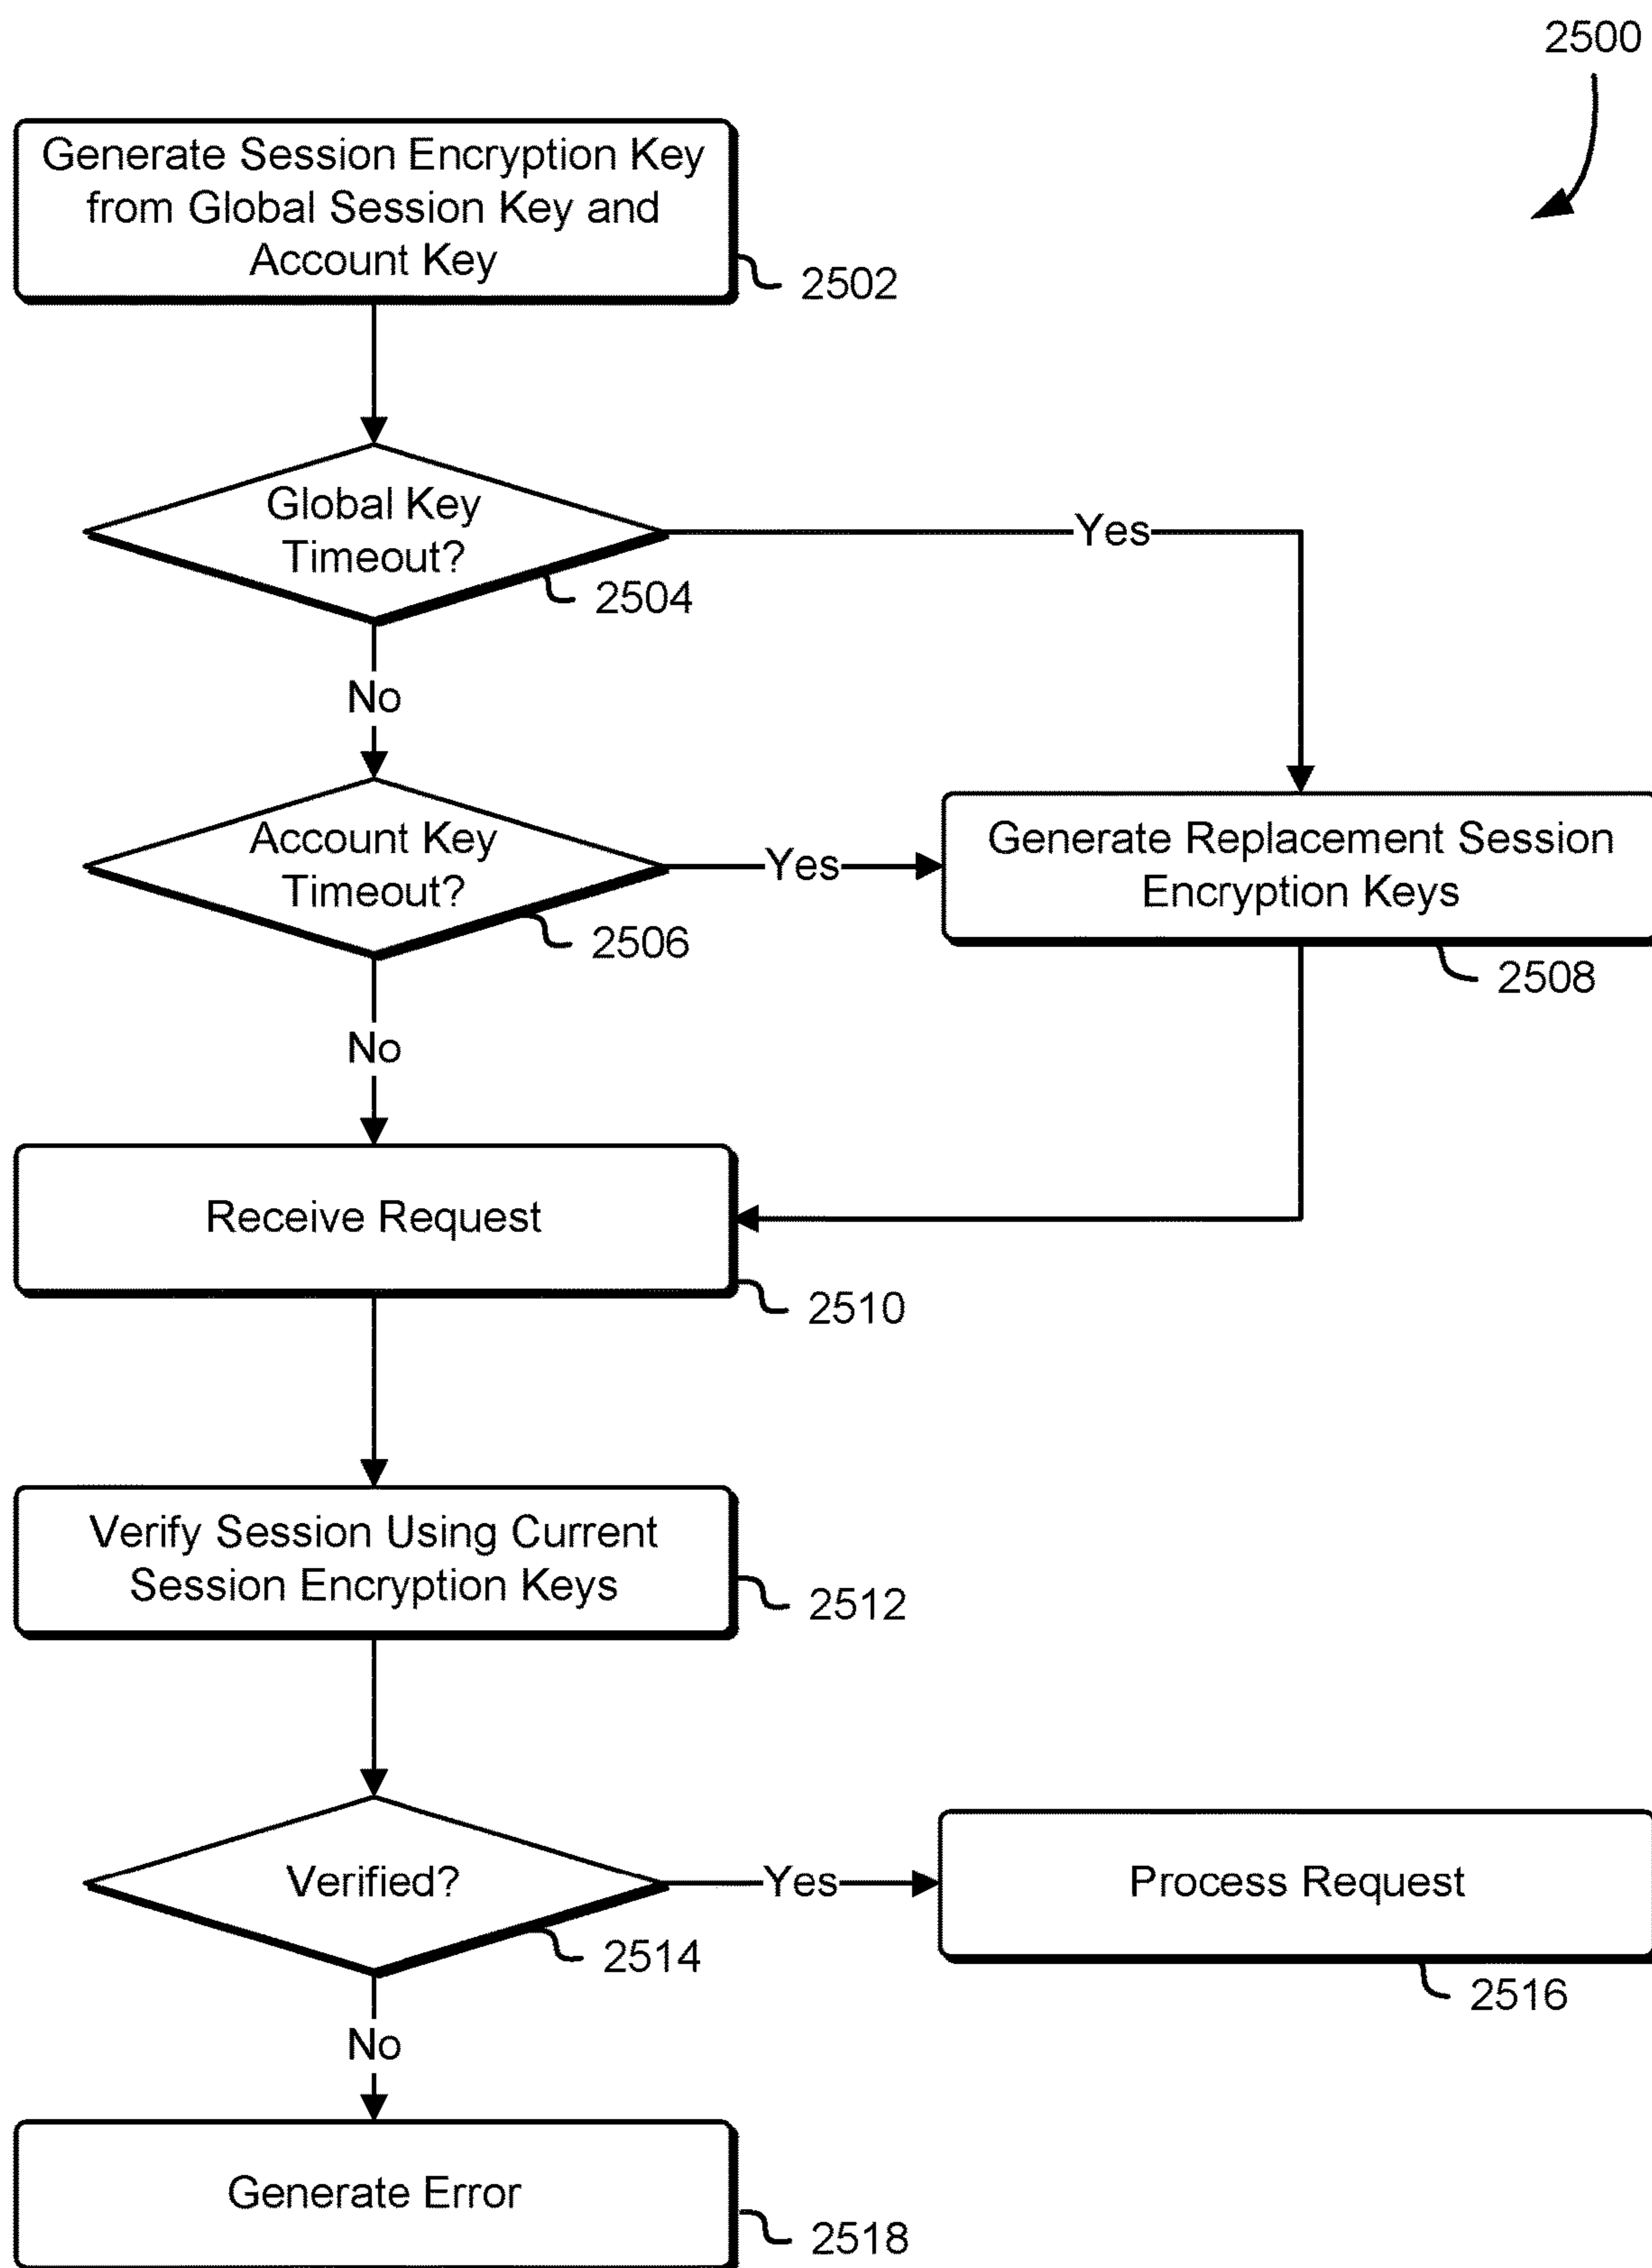 2500
Generate Session Encryption Key
from Global Session Key and
Account Key
2502
Global Key
Timeout?
2504
Yes
No
Account Key
Timeout?
2506
Yes
Generate Replacement Session
Encryption Keys
2508
No
Receive Request
2510
Verify Session Using Current
Session Encryption Keys
2512
Verified?
2514
Yes
Process Request
2516
No
Generate Error
2518